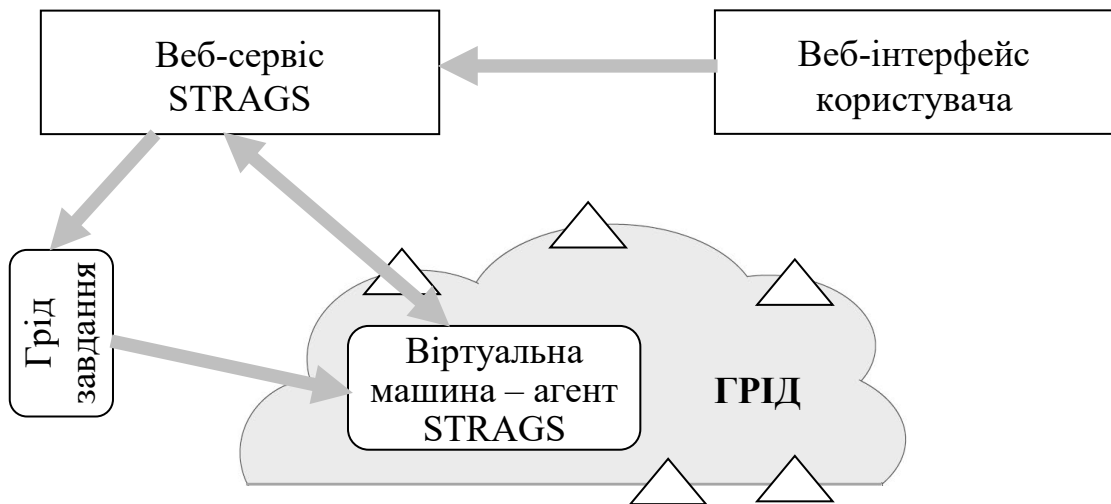 Веб-сервіс
STRAGS
Веб-інтерфейс
користувача
Грід
завдання
Віртуальна
машина – агент
STRAGS
ГРІД